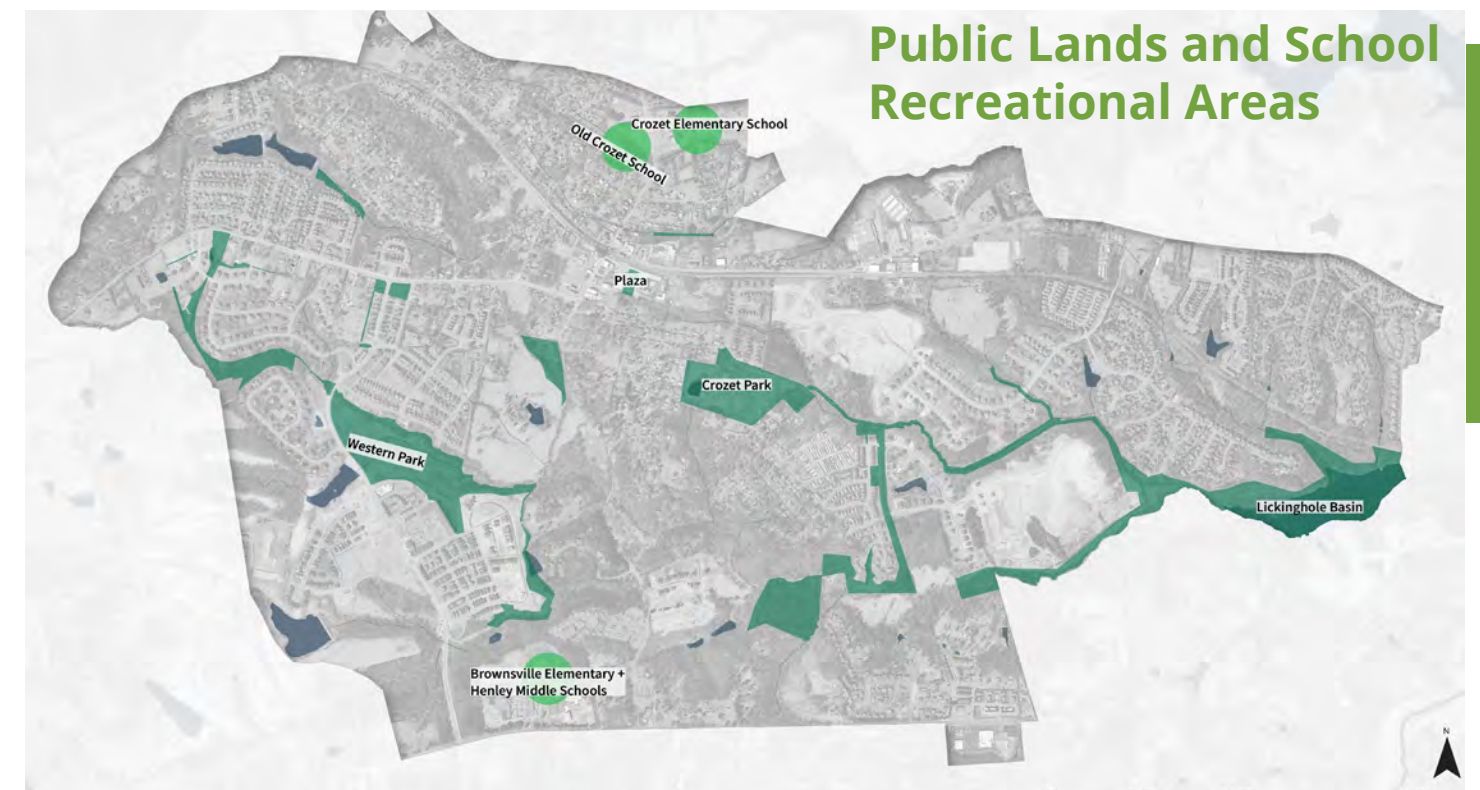 Public Lands and School
Recreational Areas
Crozet Elementary School
Old Crozet School
Plaza
Crozet Park
Western Park
Lickinghole Basin
Brownsville Elementary +
Henley Middle Schools
N